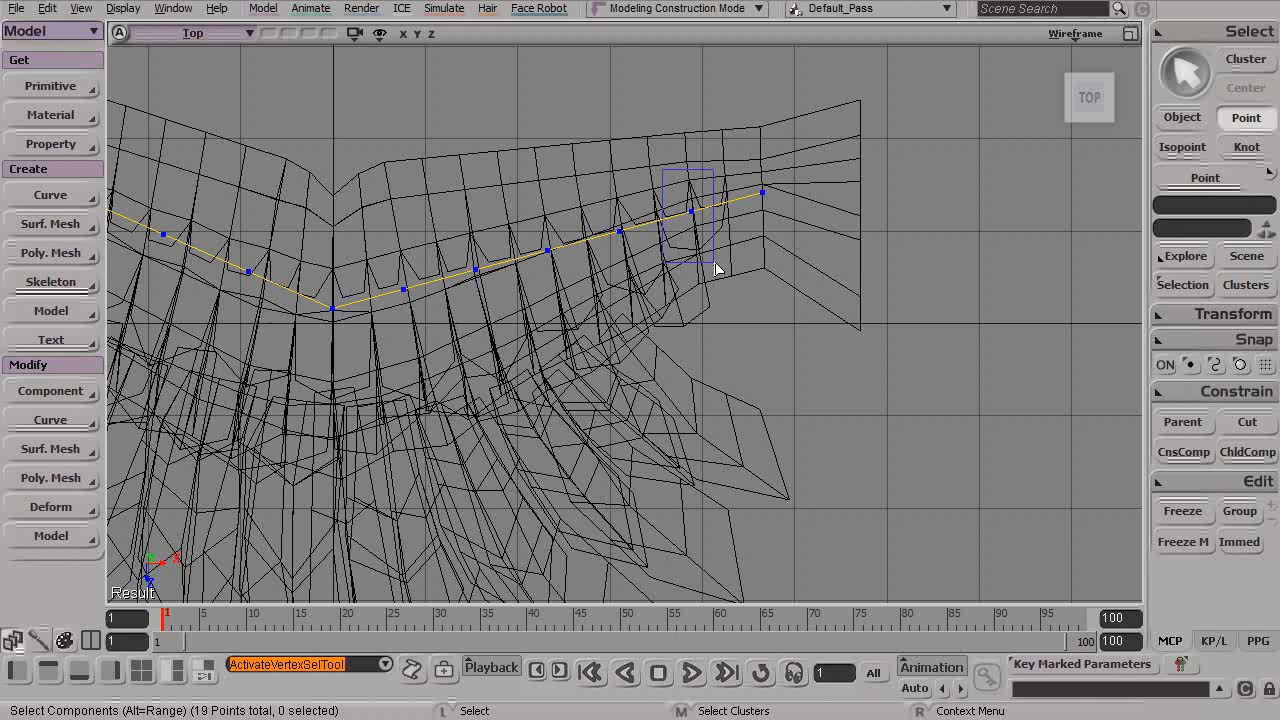 File Edit View Display Window Help Model Animate Render ICE Simulate Hair Face Robot Modeling Construction Mode Default_Pass Scene Search
Model
A Top X Y Z Wireframe
Select
Get
Primitive
Material
Property
Create
Curve
Surf. Mesh
Poly. Mesh
Skeleton
Model
Text
Modify
Component
Curve
Surf. Mesh
Poly. Mesh
Deform
Model
TOP
X
Z
Result
Cluster
Center
Object Point
Isopoint Knot
Point
Explore Scene
Selection Clusters
Transform
Snap
ON
Constrain
Parent Cut
CnsComp ChldComp
Edit
Freeze Group
Freeze M Immed
1 1 5 10 15 20 25 30 35 40 45 50 55 60 65 70 75 80 85 90 95 100
1 1 100 100
MCP KP/L PPG
ActivateVertexSelTool Playback 1 All Animation Key Marked Parameters
Auto
Select Components (Alt=Range) (19 Points total, 0 selected) L Select M Select Clusters R Context Menu